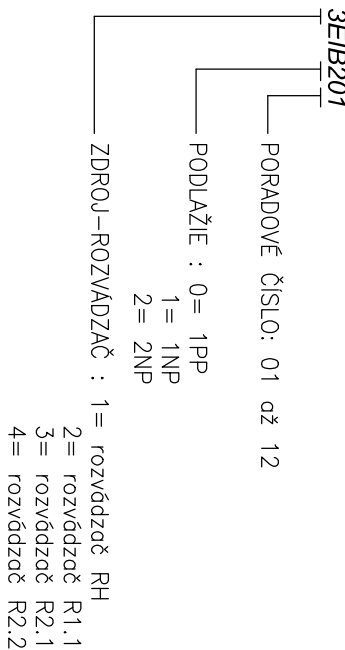 3EIB201
PORADOVÉ ČÍSLO: 01 až 12
PODLAŽIE : 0= 1PP
1= 1NP
2= 2NP
ZDROJ-ROZVÁDZAČ : 1= rozvádzač RH
2= rozvádzač R1.1
3= rozvádzač R2.1
4= rozvádzač R2.2